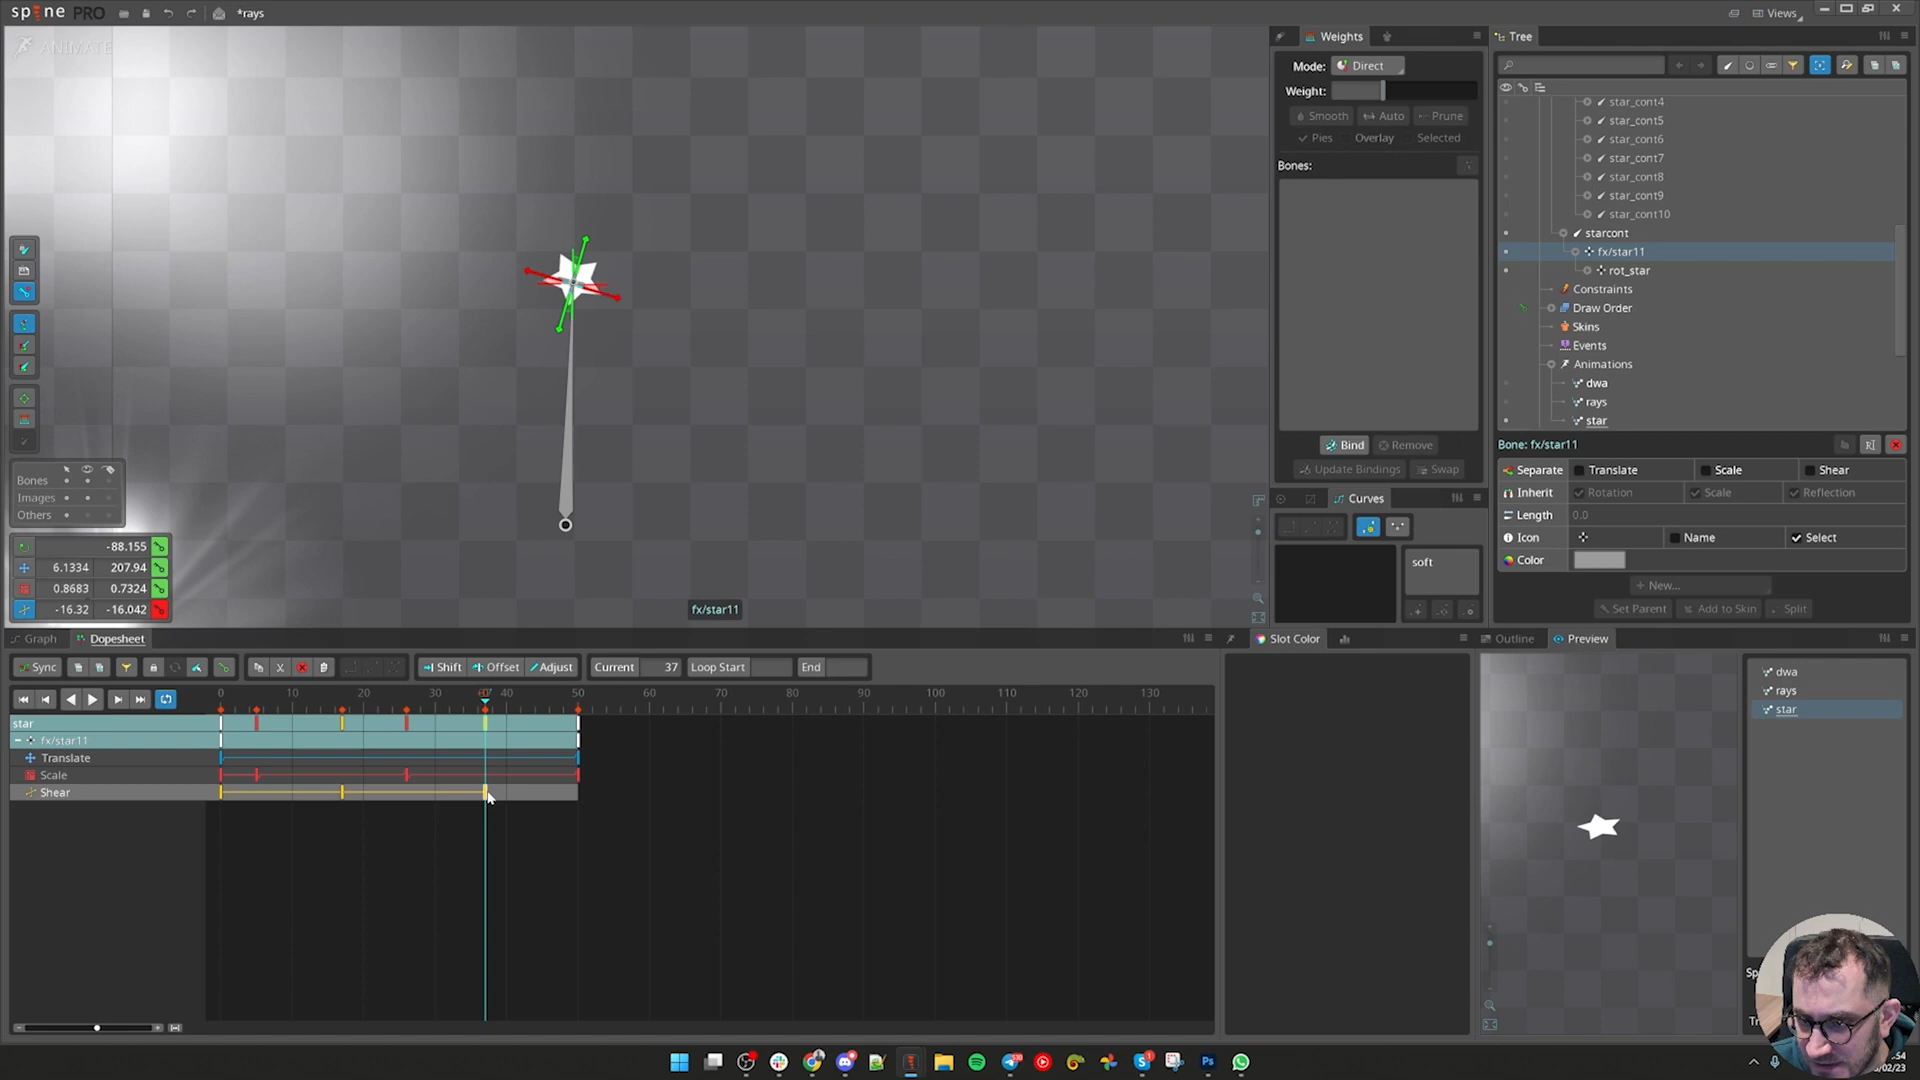 spine PRO *rays Views
ANIMATE
Weights
Mode: Direct
Weight:
Smooth Auto Prune
Pies Overlay Selected
Bones:
Bind Remove
Update Bindings Swap
Curves
soft
Tree
star_cont4
star_cont5
star_cont6
star_cont7
star_cont8
star_cont9
star_cont10
starcont
fx/star11
rot_star
Constraints
Draw Order
Skins
Events
Animations
dwa
rays
star
Bone: fx/star11
Separate Translate Scale Shear
Inherit Rotation Scale Reflection
Length 0.0
Icon Name Select
Color
+ New...
Set Parent Add to Skin Split
Bones
Images
Others
-88.155
6.1334 207.94
0.8683 0.7324
-16.32 -16.042
fx/star11
Graph Dopesheet
Sync Shift Offset Adjust Current 37 Loop Start End
0 10 20 30 40 50 60 70 80 90 100 110 120 130
star
fx/star11
Translate
Scale
Shear
Slot Color
Outline Preview
dwa
rays
star